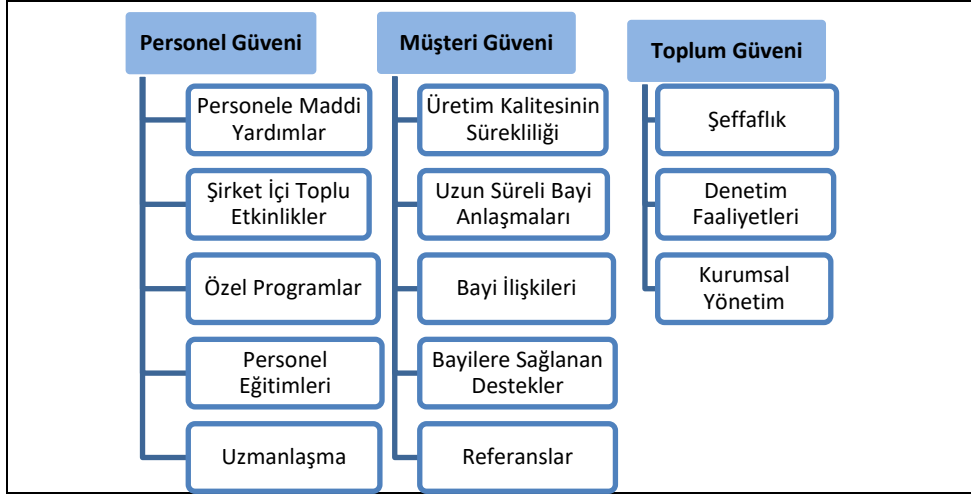 Personel Güveni
Personele Maddi
Yardımlar
Şirket İçi Toplu
Etkinlikler
Özel Programlar
Personel
Eğitimleri
Uzmanlaşma
Müşteri Güveni
Üretim Kalitesinin
Sürekliliği
Uzun Süreli Bayi
Anlaşmaları
Bayi İlişkileri
Bayilere Sağlanan
Destekler
Referanslar
Toplum Güveni
Şeffaflık
Denetim
Faaliyetleri
Kurumsal
Yönetim